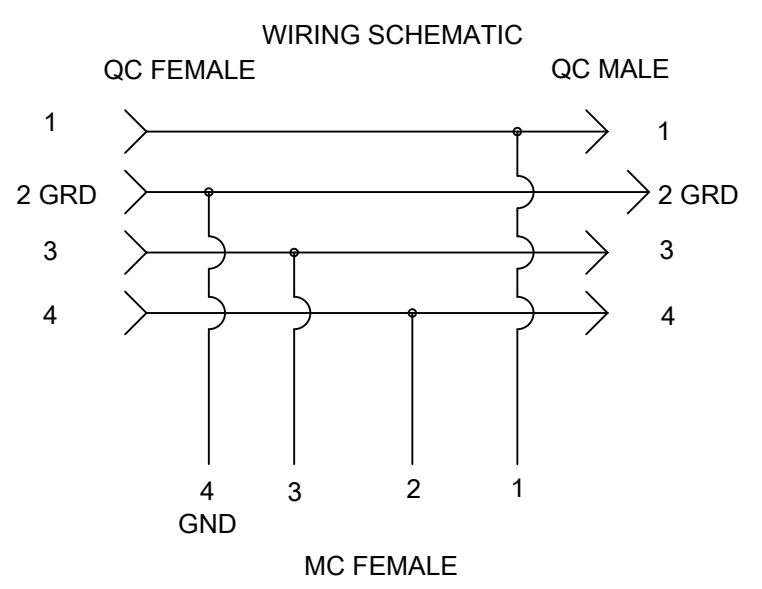 WIRING SCHEMATIC
QC FEMALE QC MALE
1 1
2 GRD 2 GRD
3 3
4 4
4 3 2 1
GND
MC FEMALE